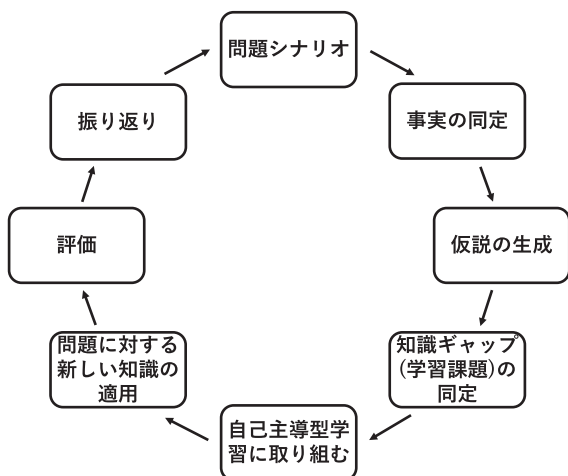 問題シナリオ
事実の同定
仮説の生成
知識ギャップ
(学習課題)の
同定
自己主導型学
習に取り組む
問題に対する
新しい知識の
適用
評価
振り返り